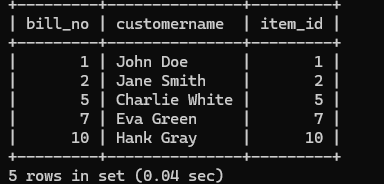 +---------+---------------+---------+
| bill_no | customername  | item_id |
+---------+---------------+---------+
|       1 | John Doe      |       1 |
|       2 | Jane Smith    |       2 |
|       5 | Charlie White |       5 |
|       7 | Eva Green     |       7 |
|      10 | Hank Gray     |      10 |
+---------+---------------+---------+
5 rows in set (0.04 sec)